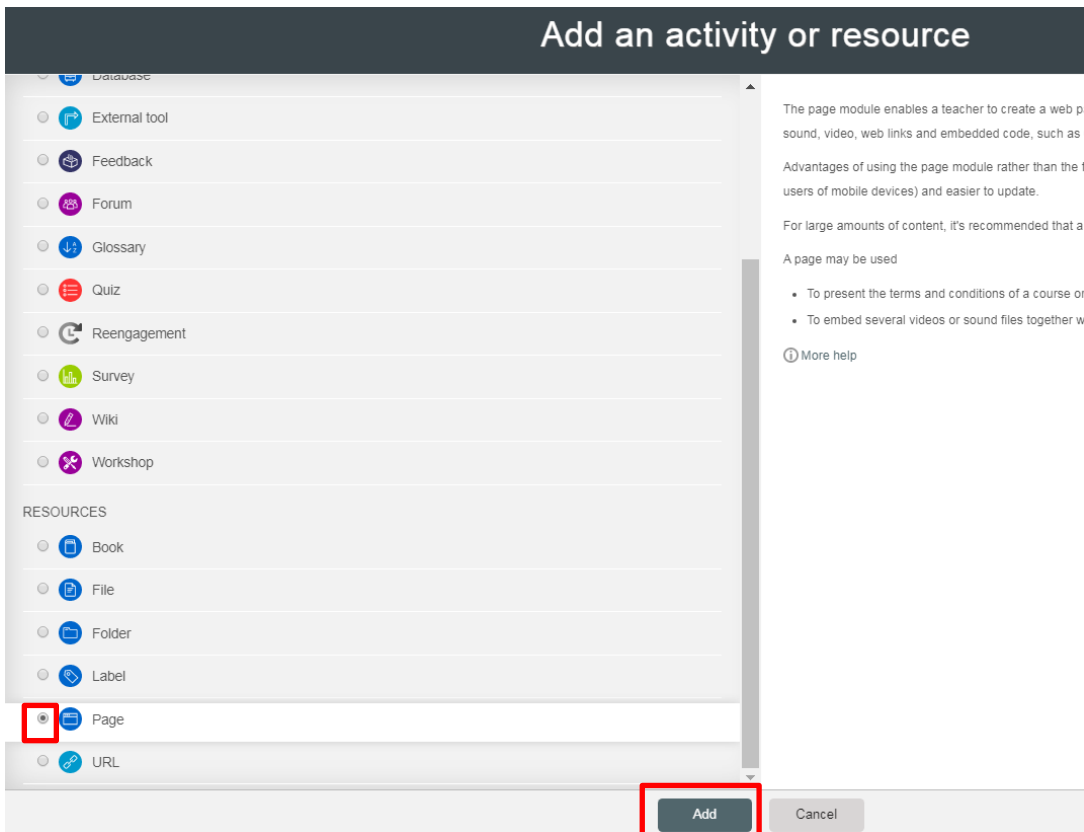 Add an activity or resource
Database
External tool
Feedback
Forum
Glossary
Quiz
Reengagement
Survey
Wiki
Workshop
RESOURCES
Book
File
Folder
Label
Page
URL
The page module enables a teacher to create a web p
sound, video, web links and embedded code, such as
Advantages of using the page module rather than the f
users of mobile devices) and easier to update.
For large amounts of content, it's recommended that a
A page may be used
• To present the terms and conditions of a course or
• To embed several videos or sound files together w
More help
Add
Cancel